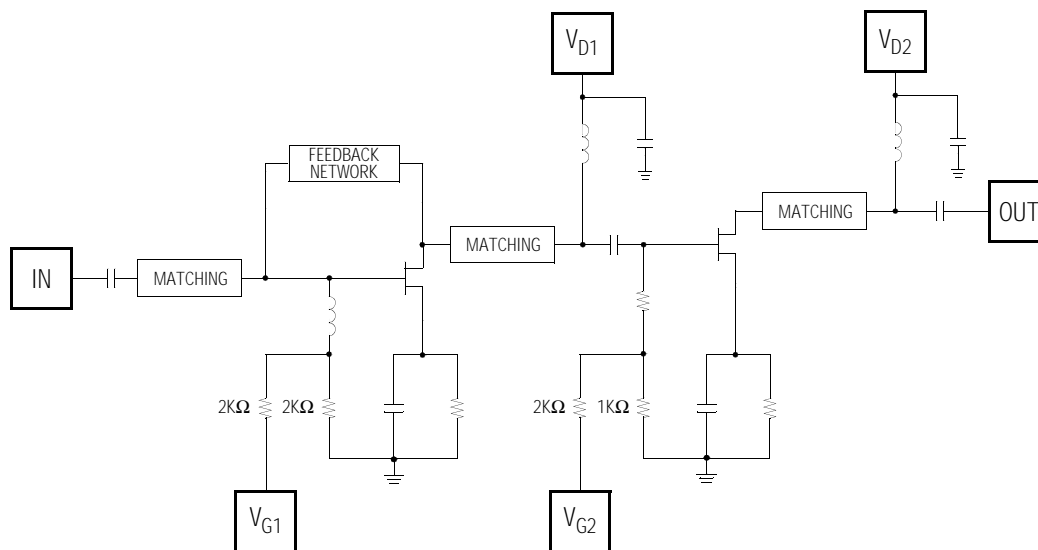 V_D1
V_D2
FEEDBACK
NETWORK
MATCHING
OUT
MATCHING
IN
MATCHING
2KΩ
2KΩ
2KΩ
1KΩ
V_G1
V_G2